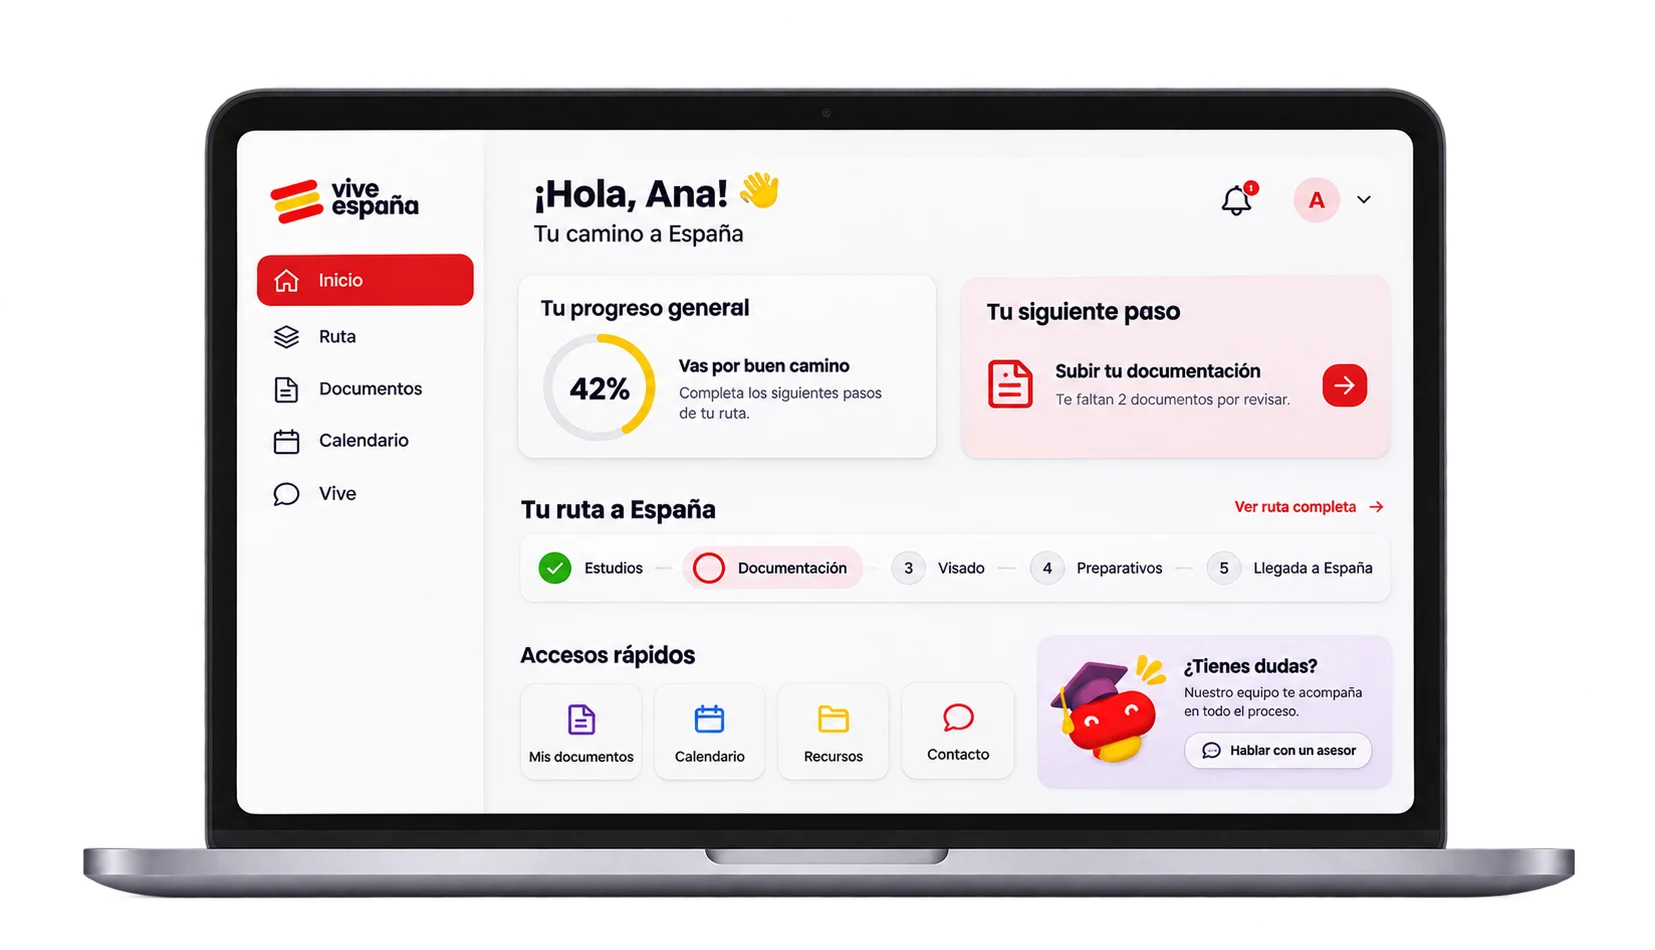 vive
españa
Inicio
Ruta
Documentos
Calendario
Vive
¡Hola, Ana!
Tu camino a España
1
A
Tu progreso general
42%
Vas por buen camino
Completa los siguientes pasos
de tu ruta.
Tu siguiente paso
Subir tu documentación
Te faltan 2 documentos por revisar.
Tu ruta a España
Ver ruta completa
Estudios
Documentación
3 Visado
4 Preparativos
5 Llegada a España
Accesos rápidos
Mis documentos
Calendario
Recursos
Contacto
¿Tienes dudas?
Nuestro equipo te acompaña
en todo el proceso.
Hablar con un asesor